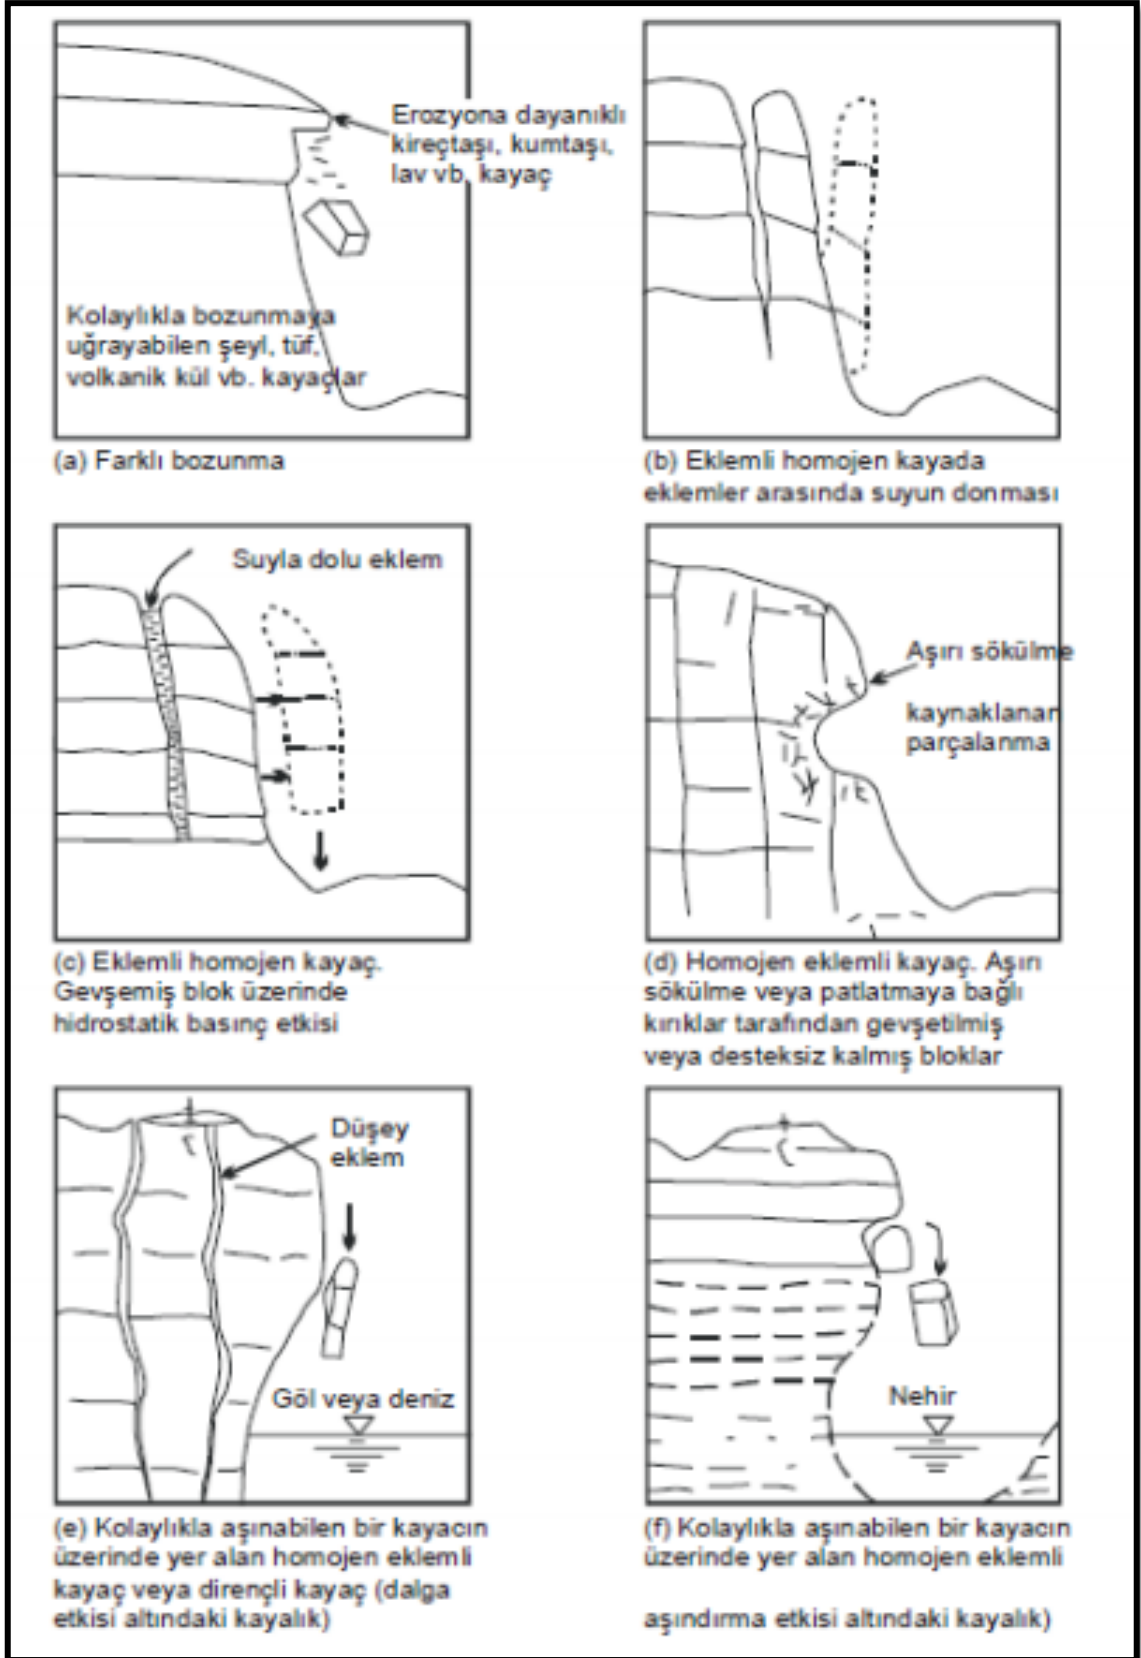 Erozyona dayanıklı
kireçtaşı, kumtaşı,
lav vb. kayaç
Kolaylıkla bozunmaya
uğrayabilen şeyl, tüf,
volkanik kül vb. kayaçlar
(a) Farklı bozunma
(b) Eklemli homojen kayada
eklemler arasında suyun donması
Suyla dolu eklem
(c) Eklemli homojen kayaç.
Gevşemiş blok üzerinde
hidrostatik basınç etkisi
Aşırı sökülme
kaynaklanan
parçalanma
(d) Homojen eklemli kayaç. Aşırı
sökülme veya patlatmaya bağlı
kırıklar tarafından gevşetilmiş
veya desteksiz kalmış bloklar
Düşey
eklem
Göl veya deniz
(e) Kolaylıkla aşınabilen bir kayacın
üzerinde yer alan homojen eklemli
kayaç veya dirençli kayaç (dalga
etkisi altındaki kayalık)
Nehir
(f) Kolaylıkla aşınabilen bir kayacın
üzerinde yer alan homojen eklemli
aşındırma etkisi altındaki kayalık)